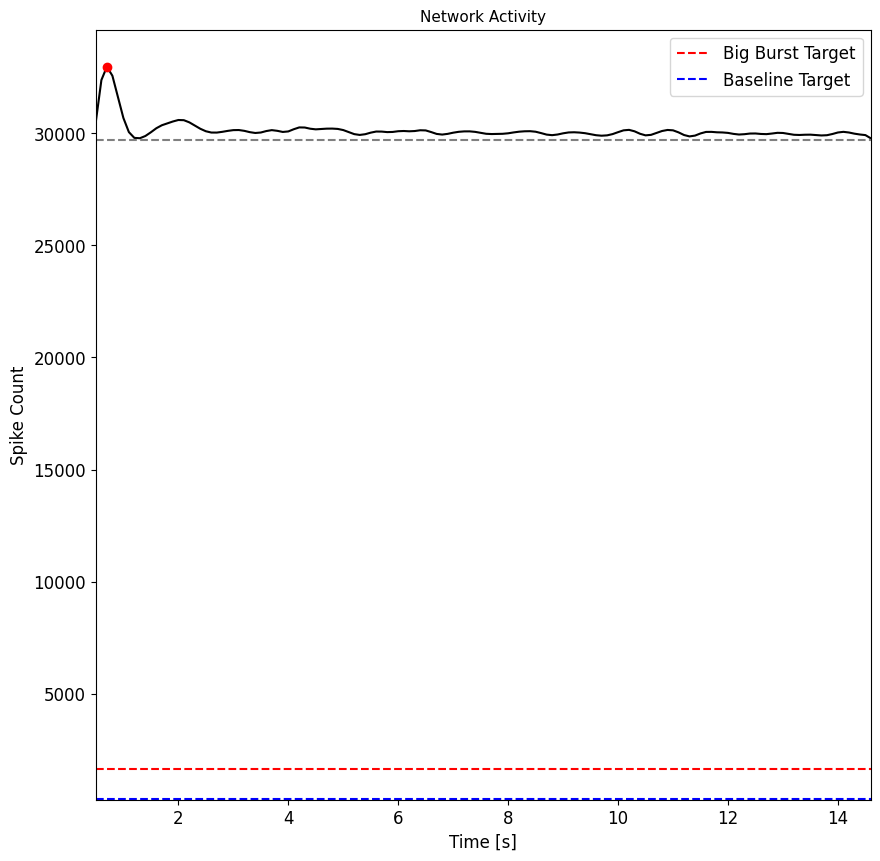 Network Activity
Big Burst Target
Baseline Target
30000
25000
20000
15000
10000
5000
Spike Count
2
4
6
8
10
12
14
Time [s]